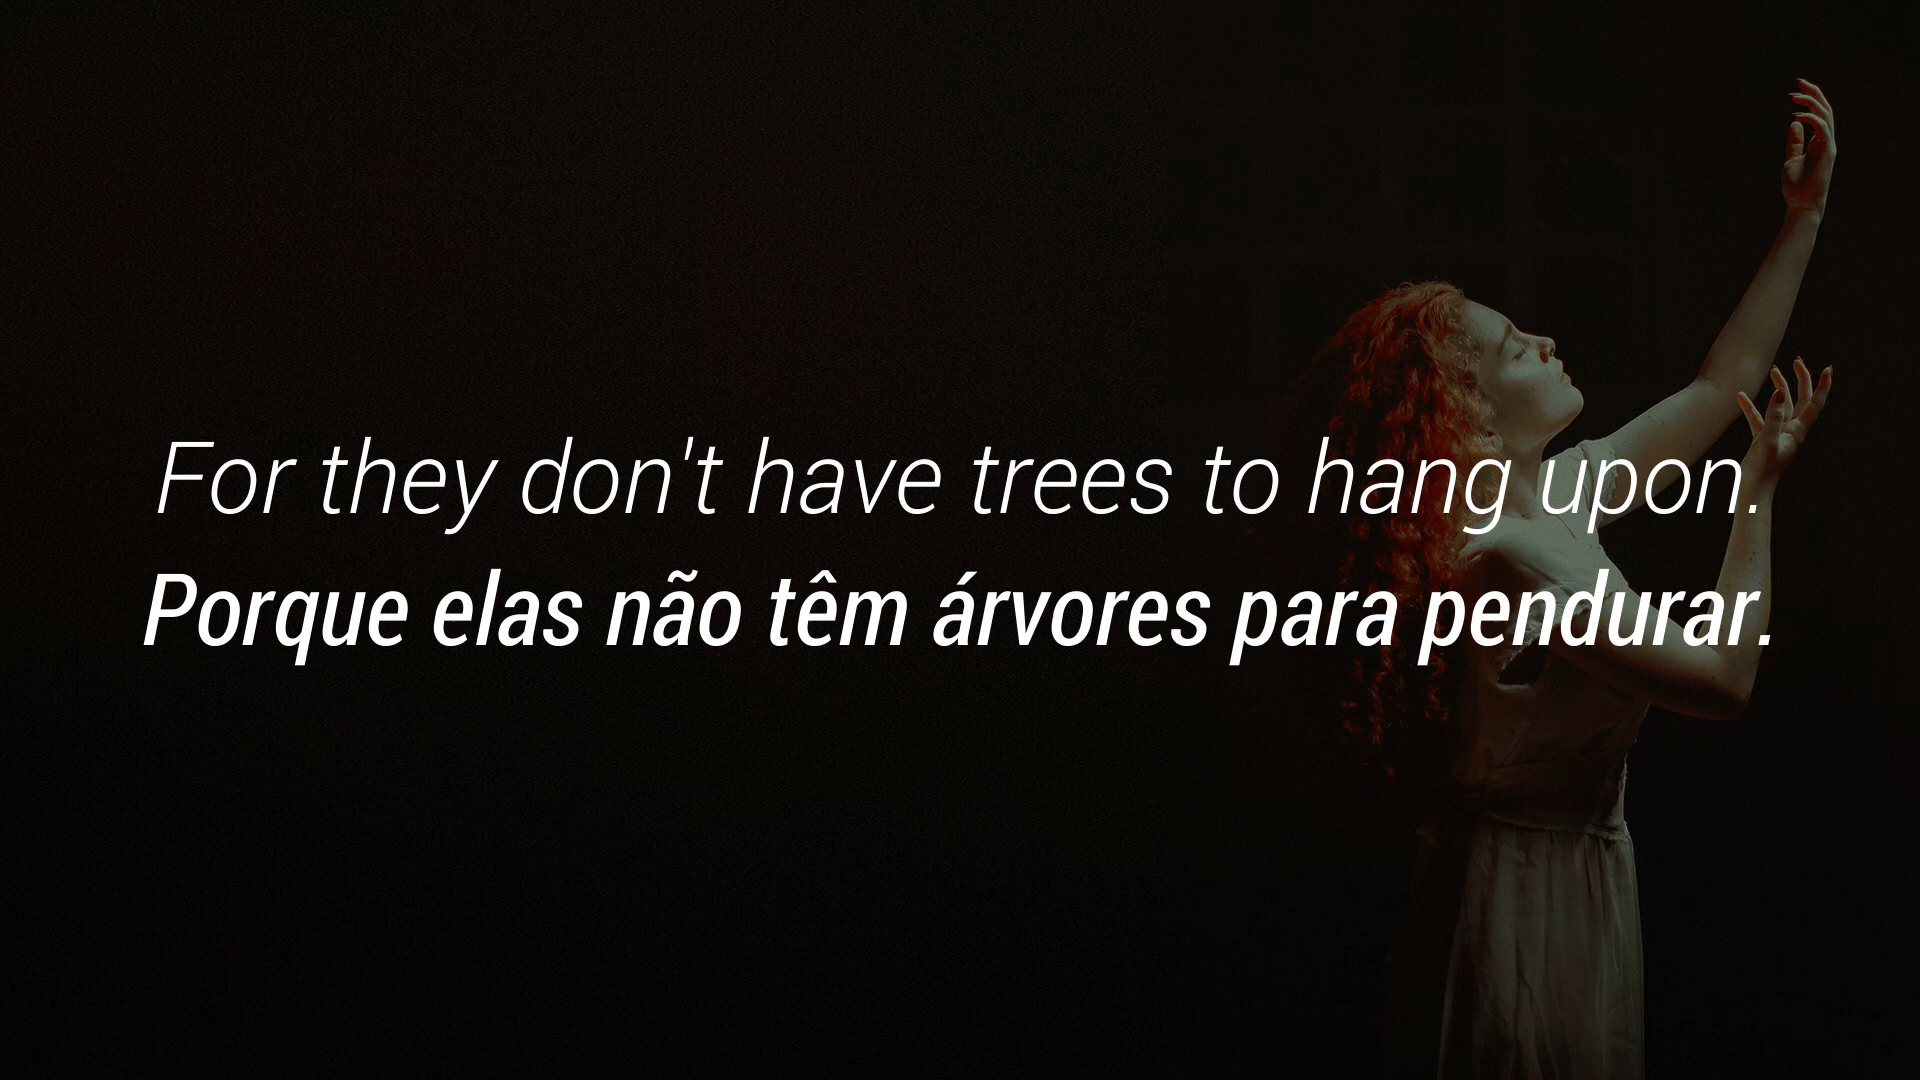 For they don't have trees to hang upon.
Porque elas não têm árvores para pendurar.